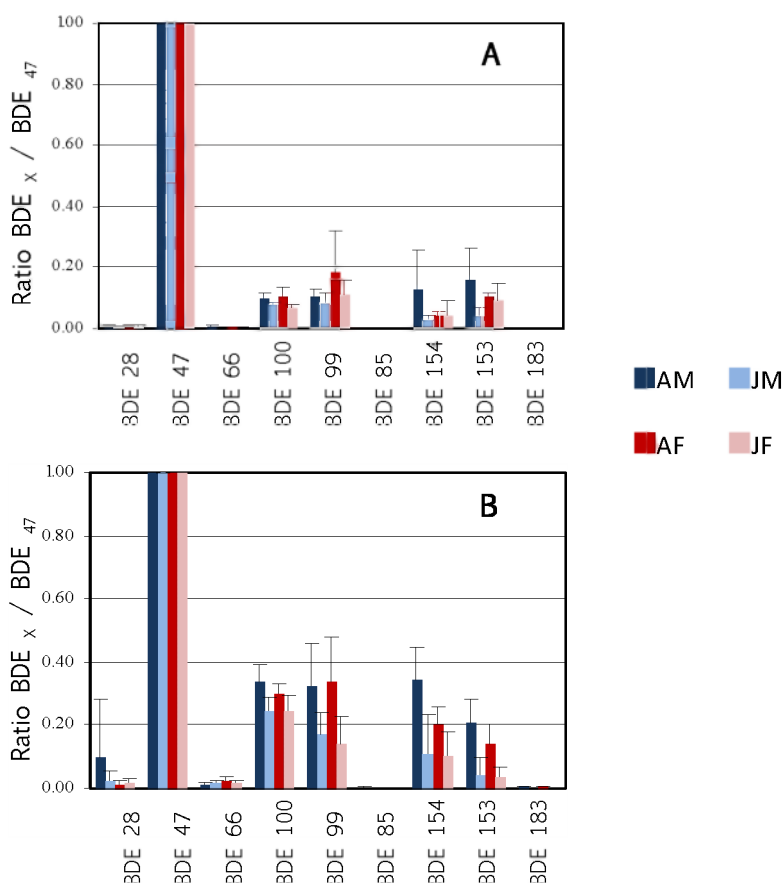 1.00
0.80
0.60
0.40
0.20
0.00
Ratio BDE X / BDE 47
A
BDE 28
BDE 47
BDE 66
BDE 100
BDE 99
BDE 85
BDE 154
BDE 153
BDE 183
AM
JM
AF
JF
1.00
0.80
0.60
0.40
0.20
0.00
Ratio BDE X / BDE 47
B
BDE 28
BDE 47
BDE 66
BDE 100
BDE 99
BDE 85
BDE 154
BDE 153
BDE 183